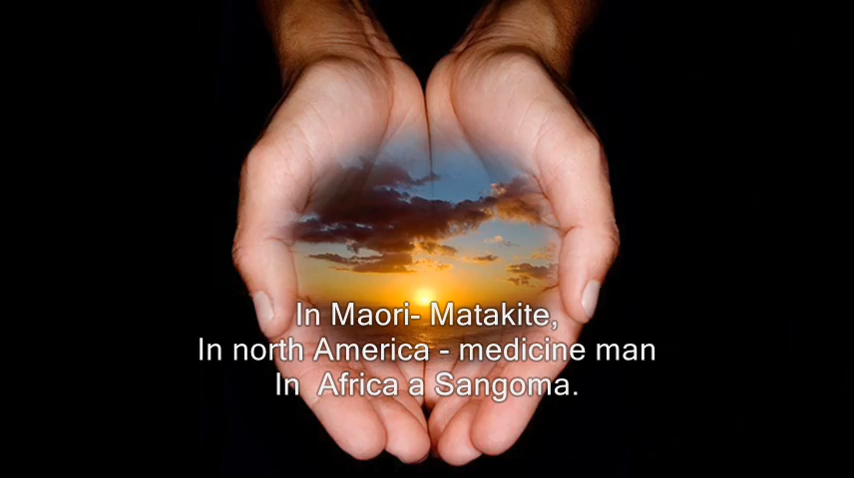 In Maori- Matakite,
In north America - medicine man
In  Africa a Sangoma.